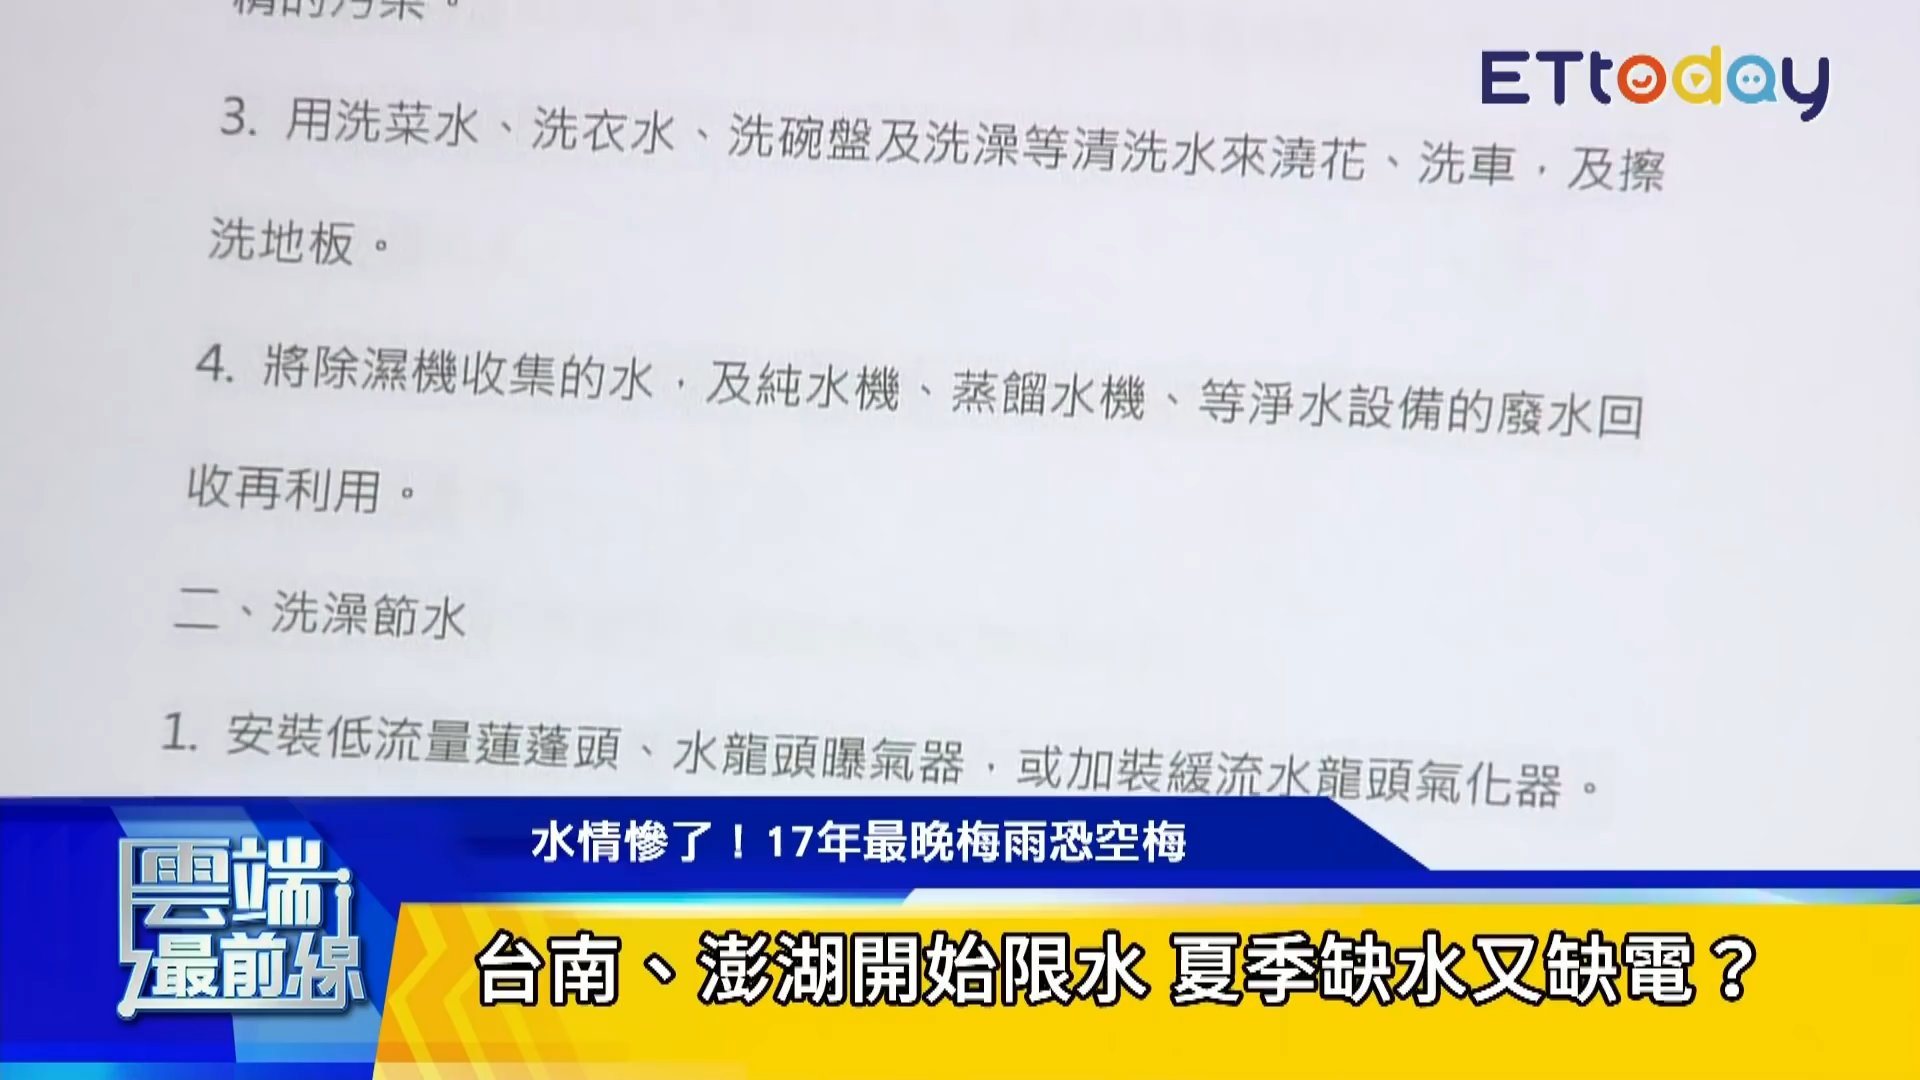 精的污染。
ETtoday
3. 用洗菜水、洗衣水、洗碗盤及洗澡等清洗水來澆花、洗車，及擦
洗地板。
4. 將除濕機收集的水，及純水機、蒸餾水機、等淨水設備的廢水回
收再利用。
二、洗澡節水
1. 安裝低流量蓮蓬頭、水龍頭曝氣器，或加裝緩流水龍頭氣化器。
水情慘了！17年最晚梅雨恐空梅
雲端
最前線
台南、澎湖開始限水 夏季缺水又缺電？